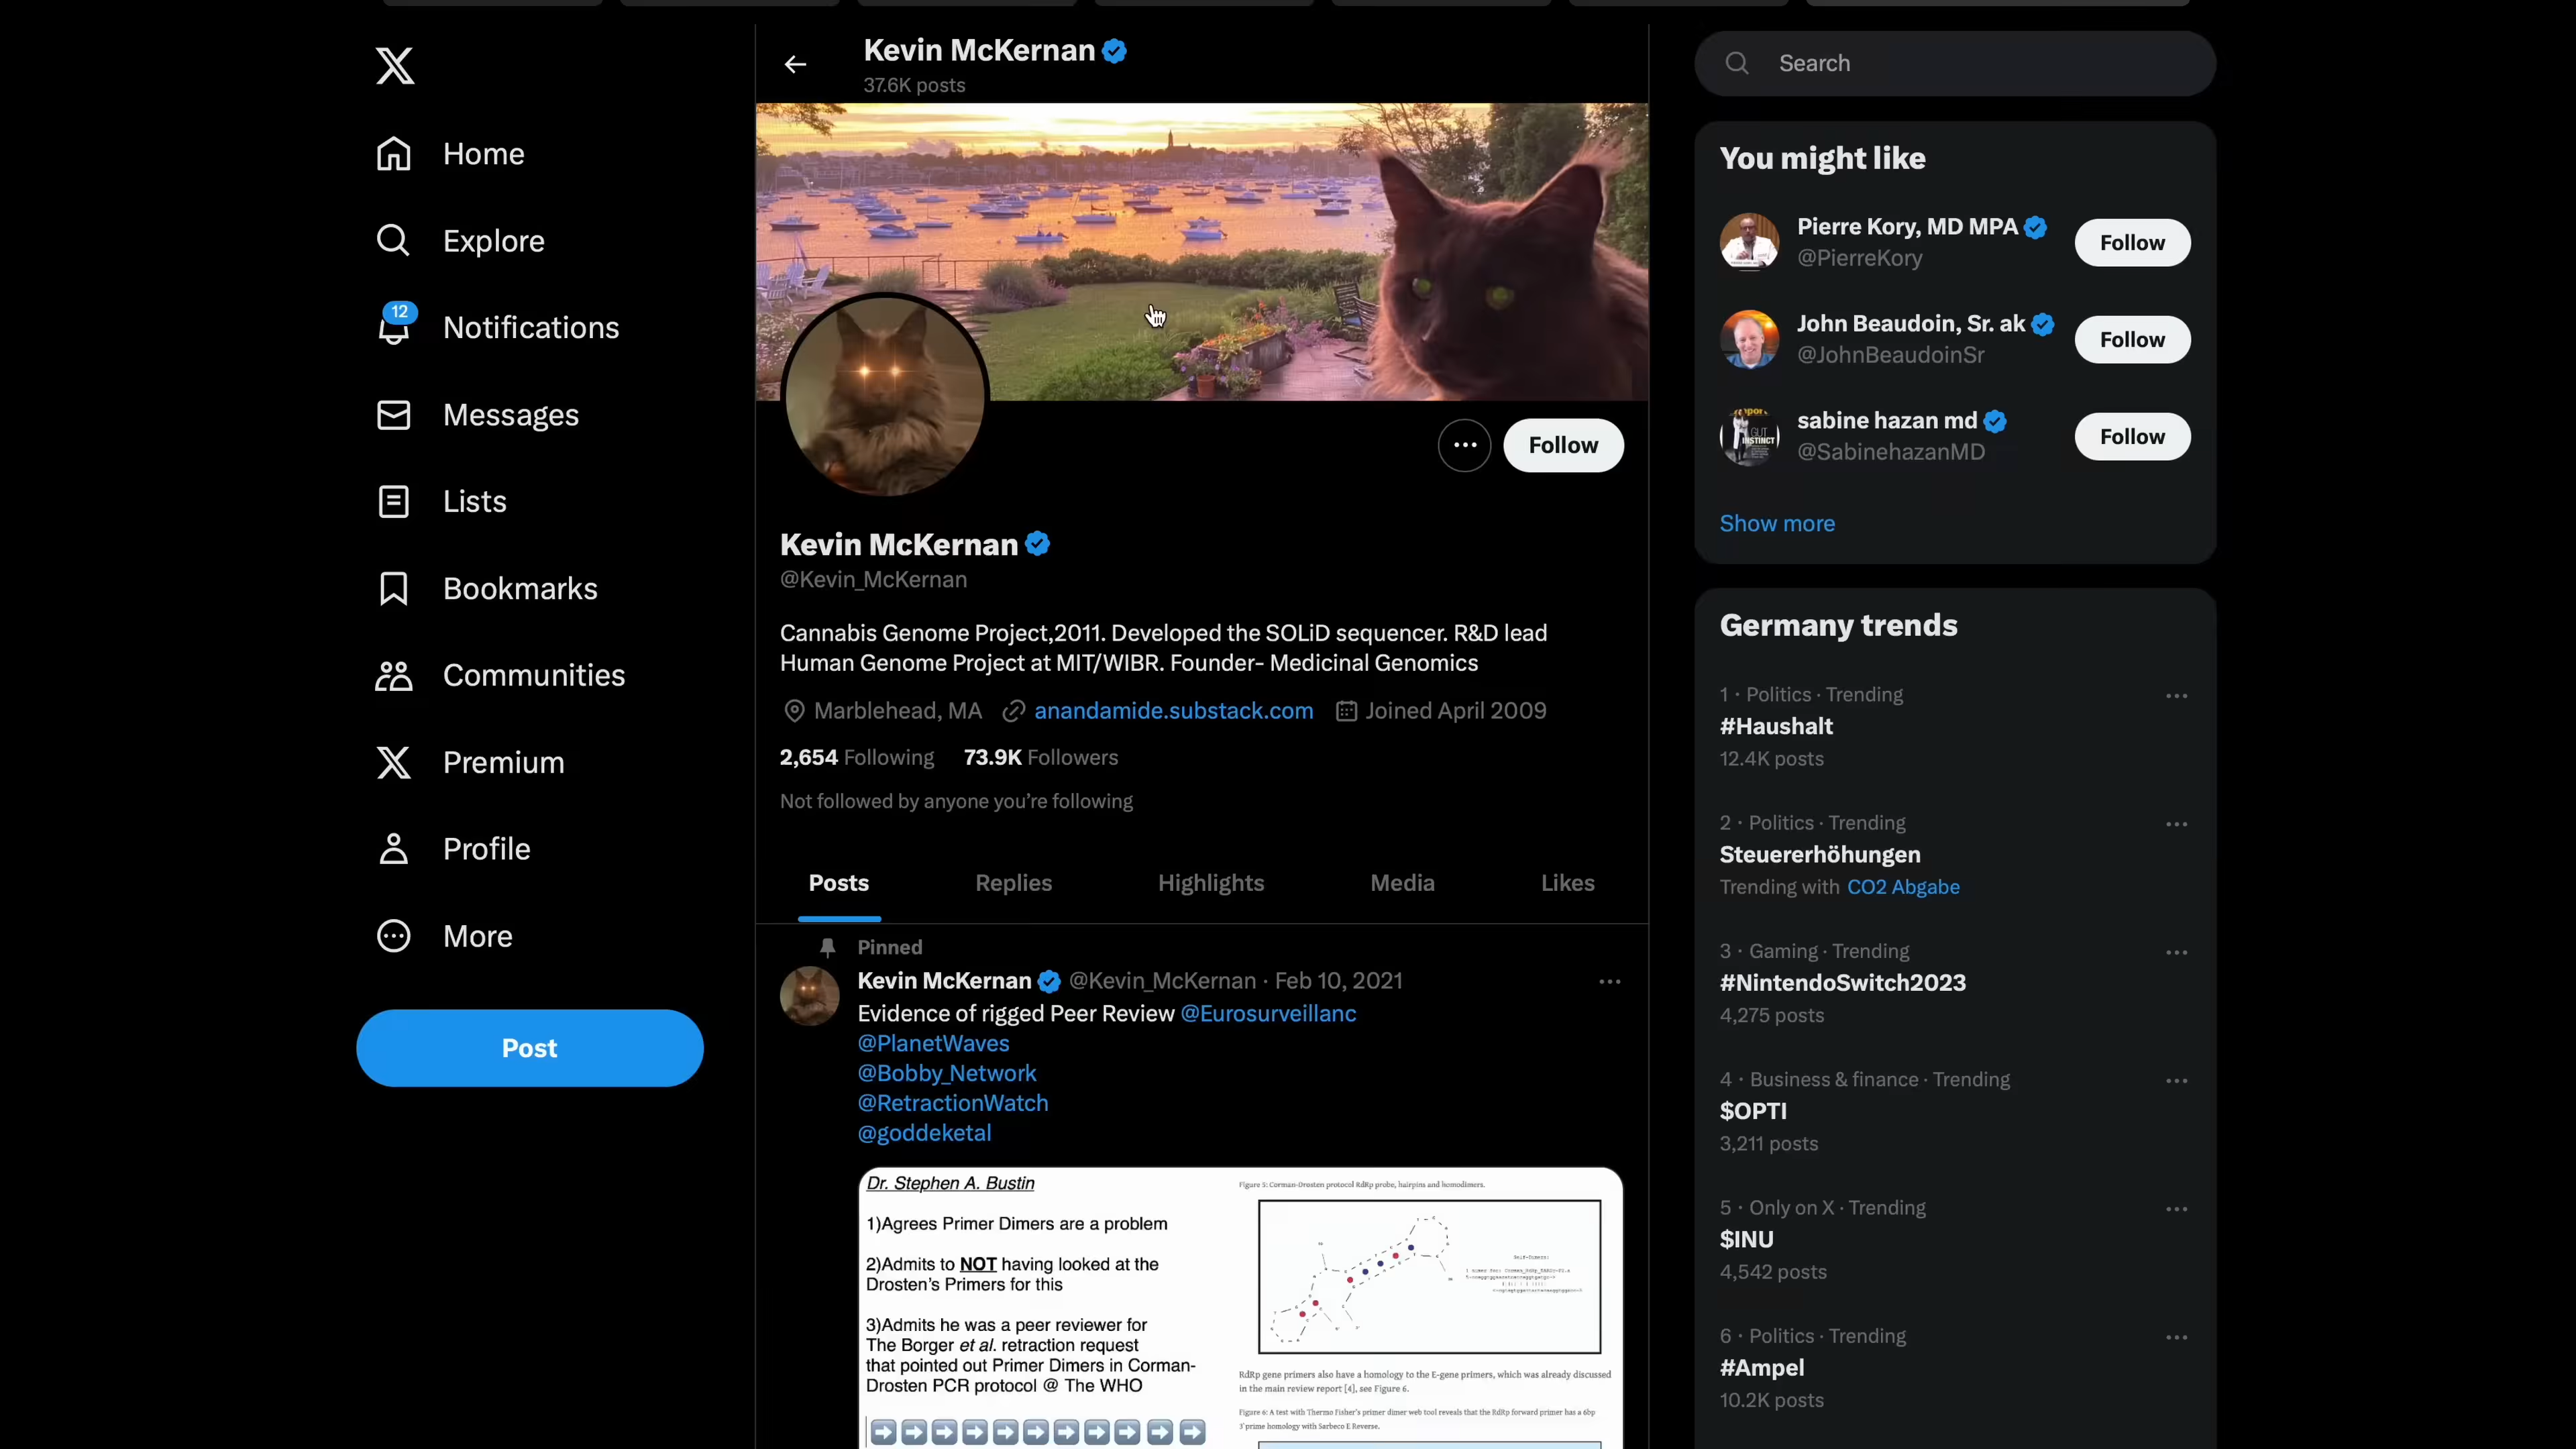 Home
Explore
12
Notifications
Messages
Lists
Bookmarks
Communities
Premium
Profile
More
Post
Kevin McKernan
37.6K posts
Follow
Kevin McKernan
@Kevin_McKernan
Cannabis Genome Project,2011. Developed the SOLiD sequencer. R&D lead
Human Genome Project at MIT/WIBR. Founder- Medicinal Genomics
Marblehead, MA anandamide.substack.com Joined April 2009
2,654 Following 73.9K Followers
Not followed by anyone you’re following
Posts Replies Highlights Media Likes
Pinned
Kevin McKernan @Kevin_McKernan · Feb 10, 2021
Evidence of rigged Peer Review @Eurosurveillanc
@PlanetWaves
@Bobby_Network
@RetractionWatch
@goddeketal
Dr. Stephen A. Bustin
1)Agrees Primer Dimers are a problem
2)Admits to NOT having looked at the
Drosten's Primers for this
3)Admits he was a peer reviewer for
The Borger et al. retraction request
that pointed out Primer Dimers in Corman-
Drosten PCR protocol @ The WHO
Figure 5: Corman-Drosten protocol RdRp probe, hairpins and homodimers.
RdRp gene primers also have a homology to the E-gene primers, which was already discussed
in the main review report [4], see Figure 6.
Figure 6: A test with Thermo Fisher's primer dimer web tool reveals that the RdRp forward primer has a 6bp
3'prime homology with Sarbeco E Reverse.
Search
You might like
Pierre Kory, MD MPA
@PierreKory
Follow
John Beaudoin, Sr. ak
@JohnBeaudoinSr
Follow
sabine hazan md
@SabinehazanMD
Follow
Show more
Germany trends
1 · Politics · Trending
#Haushalt
12.4K posts
2 · Politics · Trending
Steuererhöhungen
Trending with CO2 Abgabe
3 · Gaming · Trending
#NintendoSwitch2023
4,275 posts
4 · Business & finance · Trending
$OPTI
3,211 posts
5 · Only on X · Trending
$INU
4,542 posts
6 · Politics · Trending
#Ampel
10.2K posts